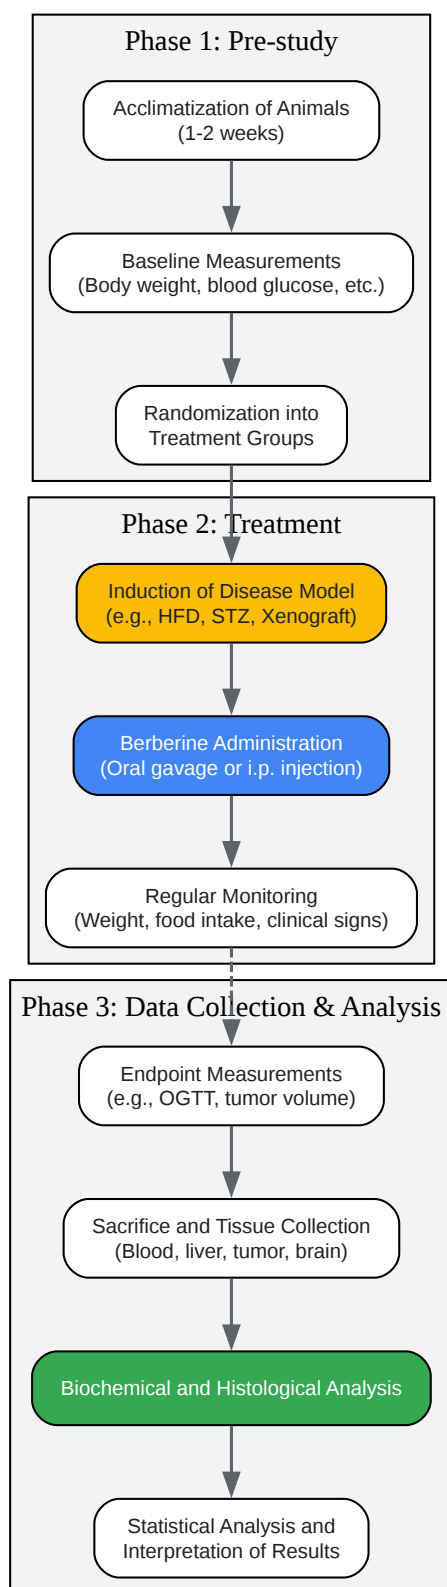 Phase 1: Pre-study
Acclimatization of Animals
(1-2 weeks)
Baseline Measurements
(Body weight, blood glucose, etc.)
Randomization into
Treatment Groups
Phase 2: Treatment
Induction of Disease Model
(e.g., HFD, STZ, Xenograft)
Berberine Administration
(Oral gavage or i.p. injection)
Regular Monitoring
(Weight, food intake, clinical signs)
Phase 3: Data Collection & Analysis
Endpoint Measurements
(e.g., OGTT, tumor volume)
Sacrifice and Tissue Collection
(Blood, liver, tumor, brain)
Biochemical and Histological Analysis
Statistical Analysis and
Interpretation of Results